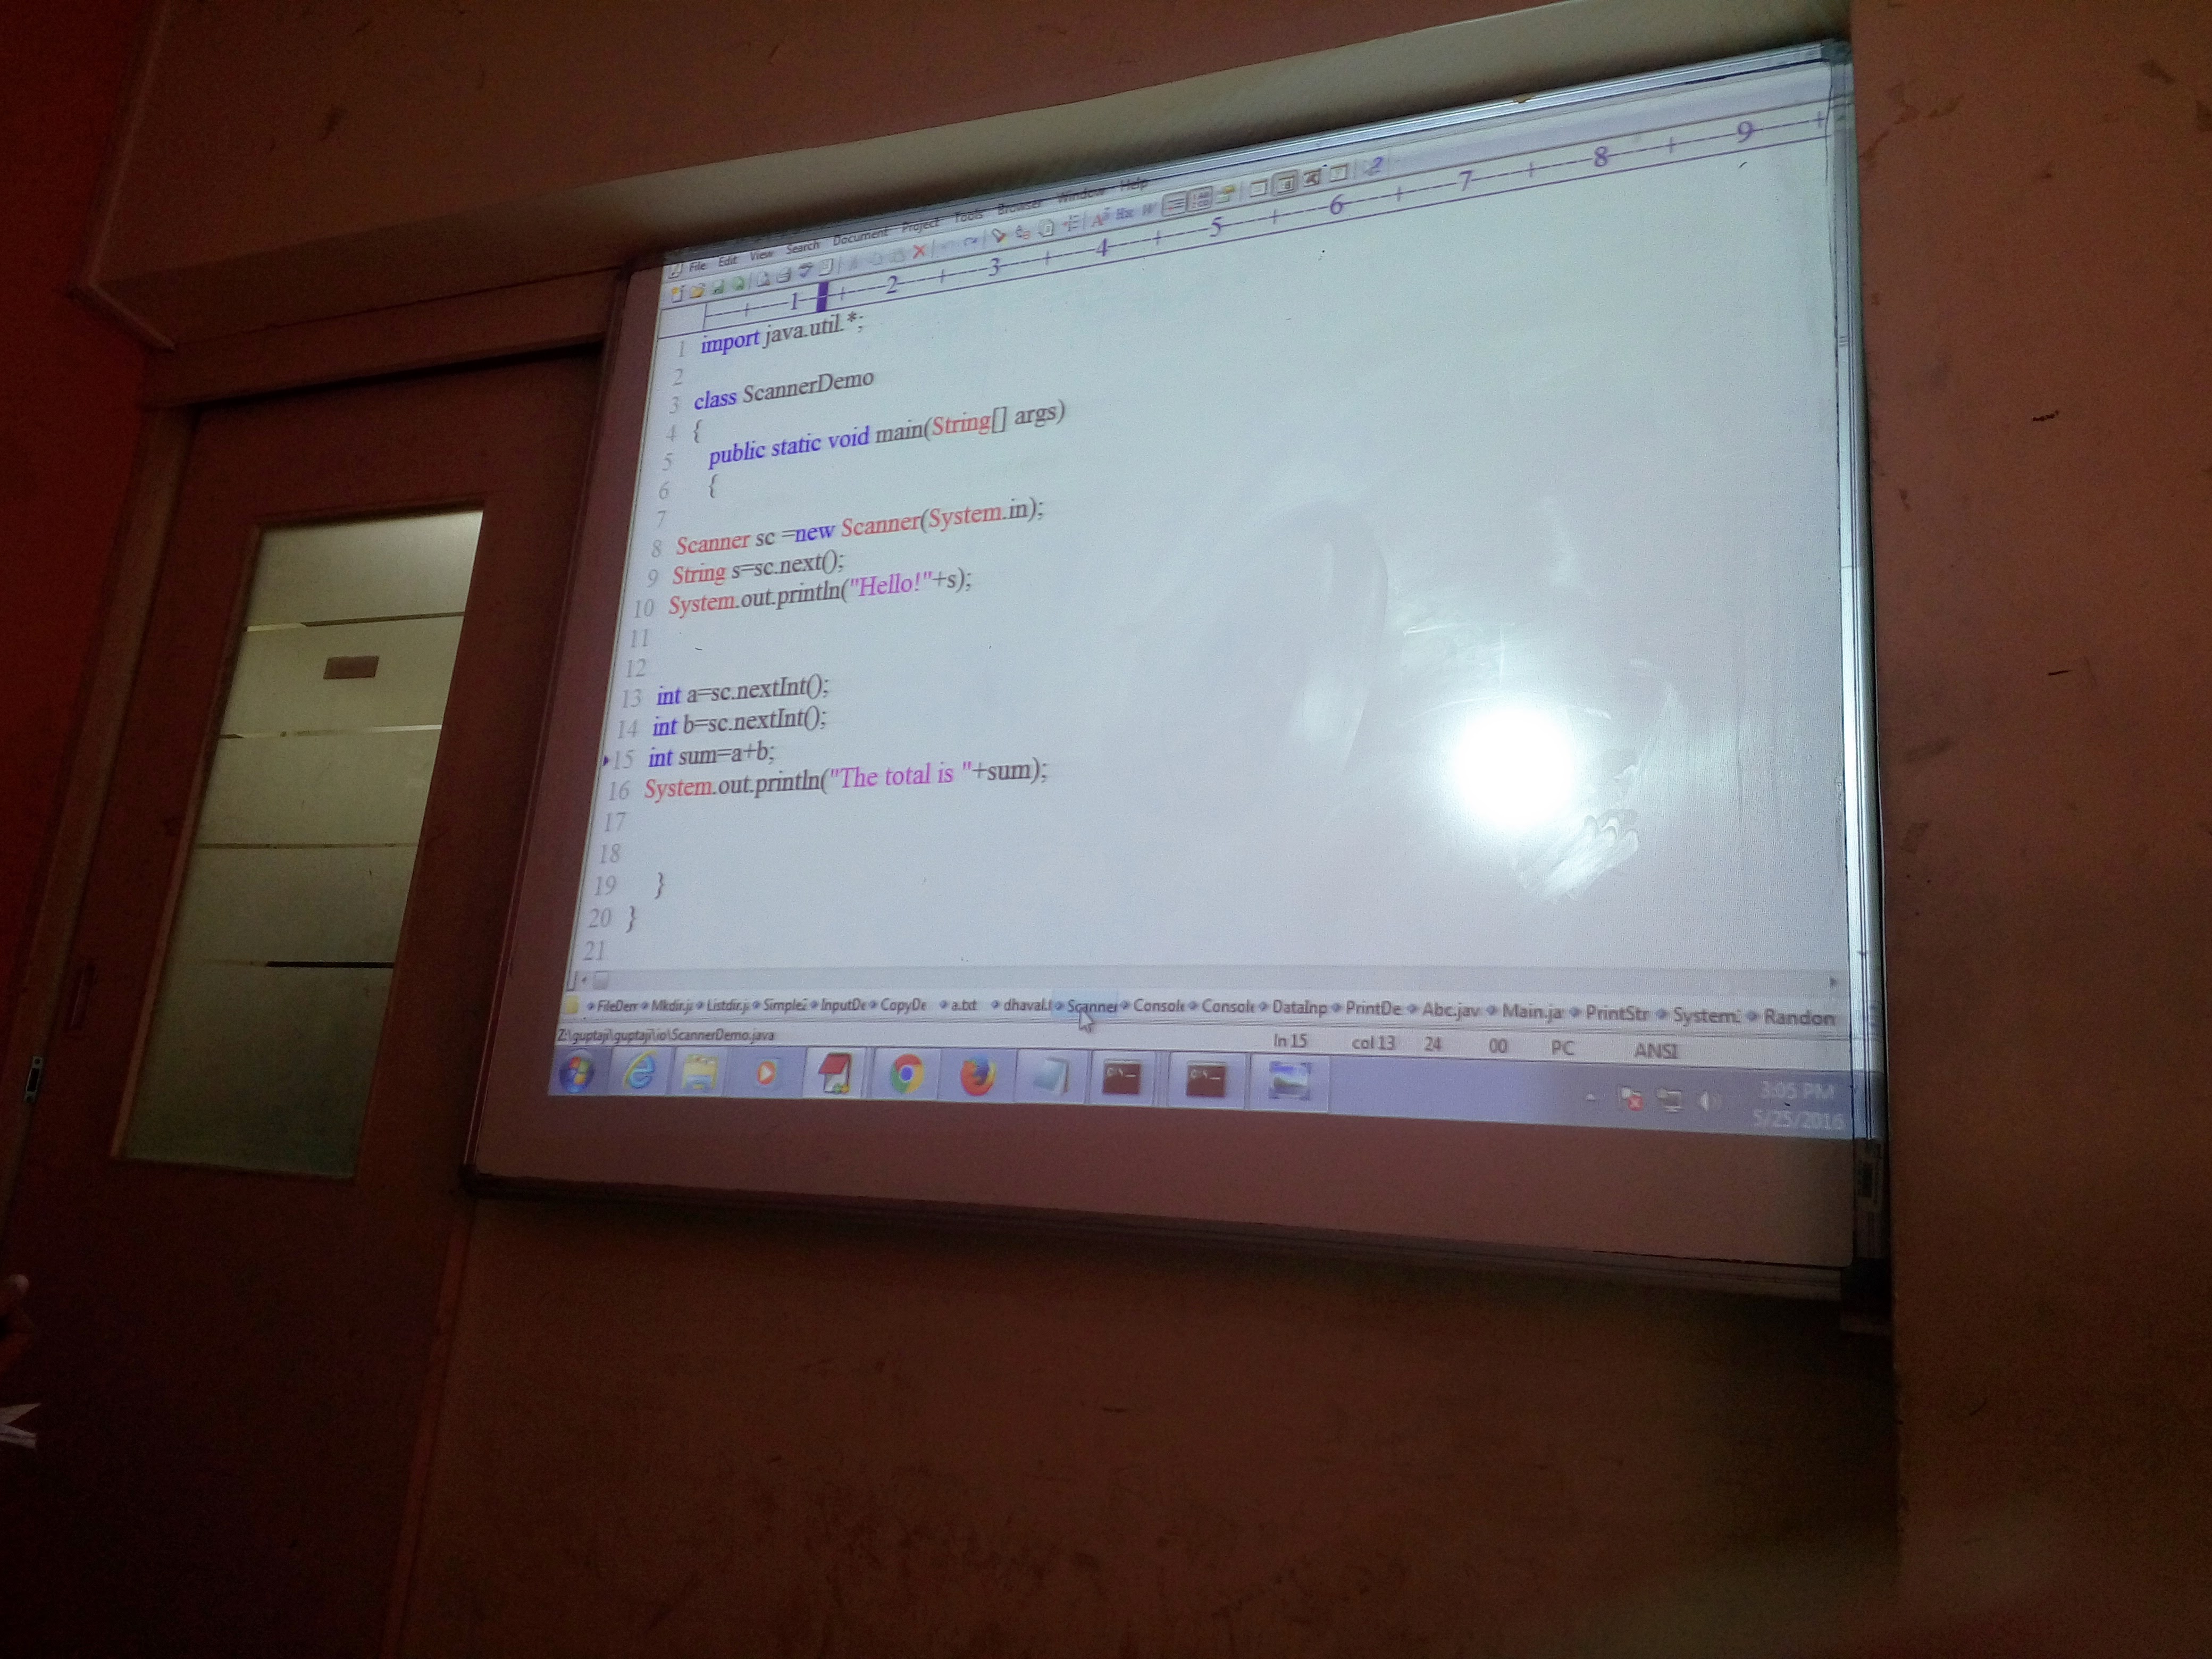 File Edit View Search Document Project Tools Browser Window Help
1 2 3 4 5 6 7 8 9
1 import java.util.*;
2
3 class ScannerDemo
4 {
5 public static void main(String[] args)
6 {
7
8 Scanner sc =new Scanner(System.in);
9 String s=sc.next();
10 System.out.println("Hello!"+s);
11
12
13 int a=sc.nextInt();
14 int b=sc.nextInt();
15 int sum=a+b;
16 System.out.println("The total is "+sum);
17
18
19 }
20 }
21
FileDem Mkdir.ja Listdir.ja Simple2 InputDe CopyDe a.txt dhaval.t Scanner Console Console DataInp PrintDe Abc.jav Main.ja PrintStr System Randon
Z:\guptaji\guptaji\io\ScannerDemo.java
ln 15 col 13 24 00 PC ANSI
3:05 PM
5/25/2016